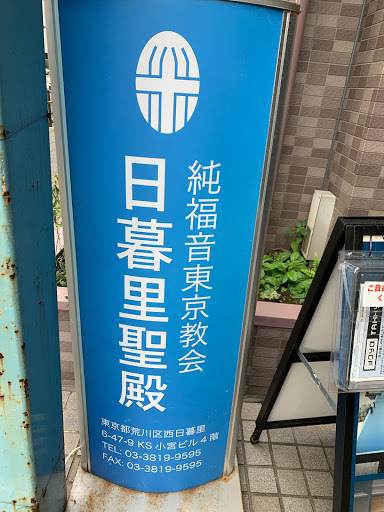 純福音東京教会
日暮里聖殿
東京都荒川区西日暮里
6-47-9 KS 小宮ビル 4 階
TEL: 03-3819-9595
FAX: 03-3819-9595